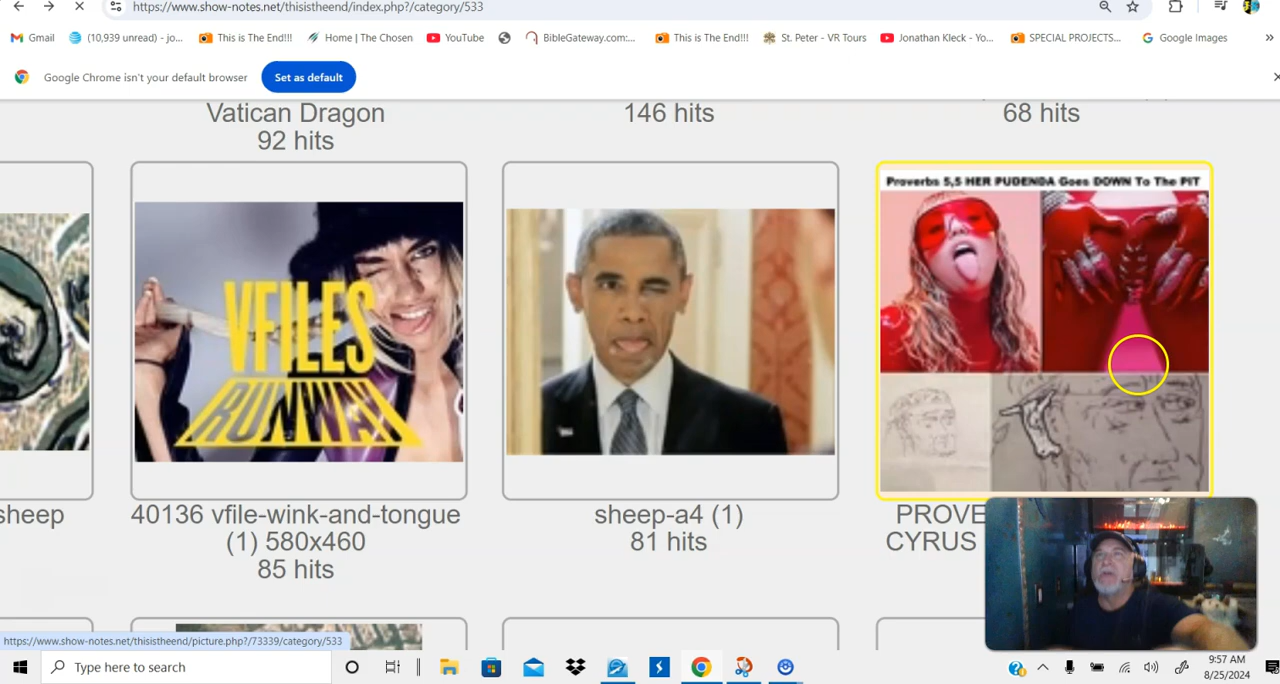 https://www.show-notes.net/thisistheend/index.php?/category/533
Gmail
(10,939 unread) - jo...
This is The End!!!
Home | The Chosen
YouTube
BibleGateway.com:...
This is The End!!!
St. Peter - VR Tours
Jonathan Kleck - Yo...
SPECIAL PROJECTS...
Google Images
»
Google Chrome isn't your default browser
Set as default
Vatican Dragon
92 hits
146 hits
68 hits
Proverbs 5,5 HER PUDENDA Goes DOWN To The PIT
VFILES
RUNWAY
sheep
40136 vfile-wink-and-tongue
(1) 580x460
85 hits
sheep-a4 (1)
81 hits
PROVE
CYRUS
https://www.show-notes.net/thisistheend/picture.php?/73339/category/533
Type here to search
9:57 AM
8/25/2024